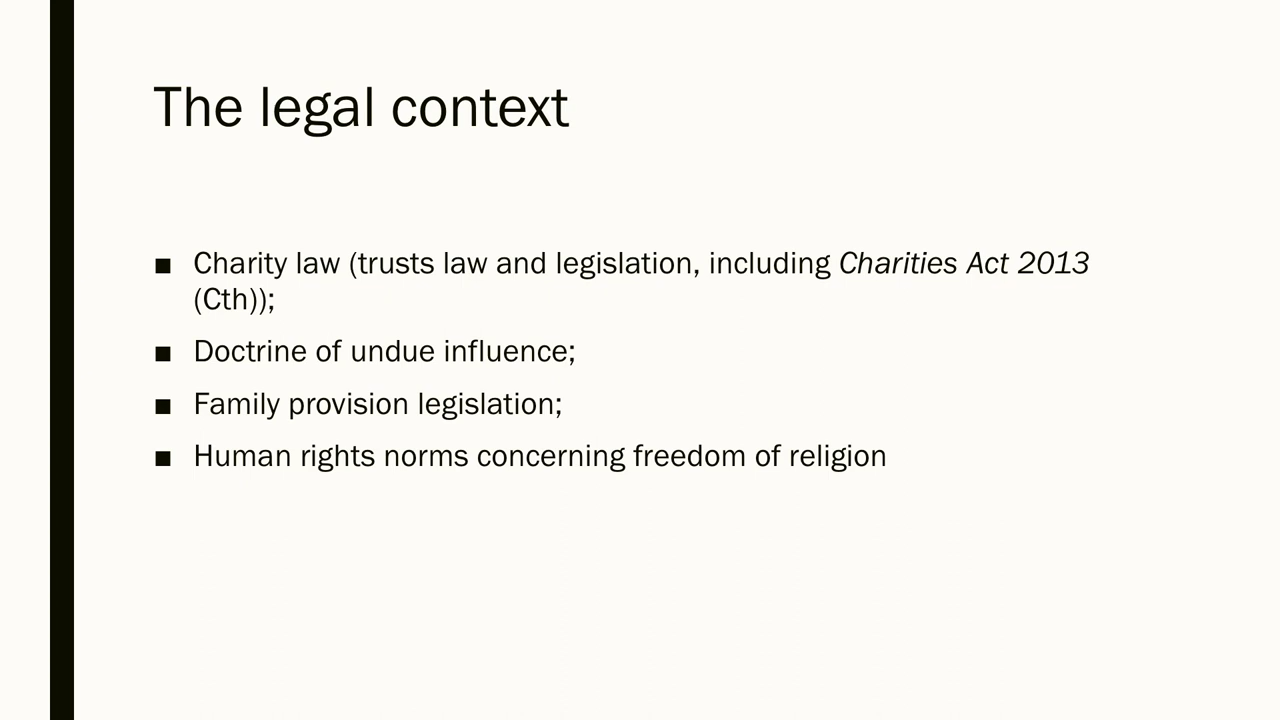 The legal context
■ Charity law (trusts law and legislation, including Charities Act 2013
(Cth));
■ Doctrine of undue influence;
■ Family provision legislation;
■ Human rights norms concerning freedom of religion